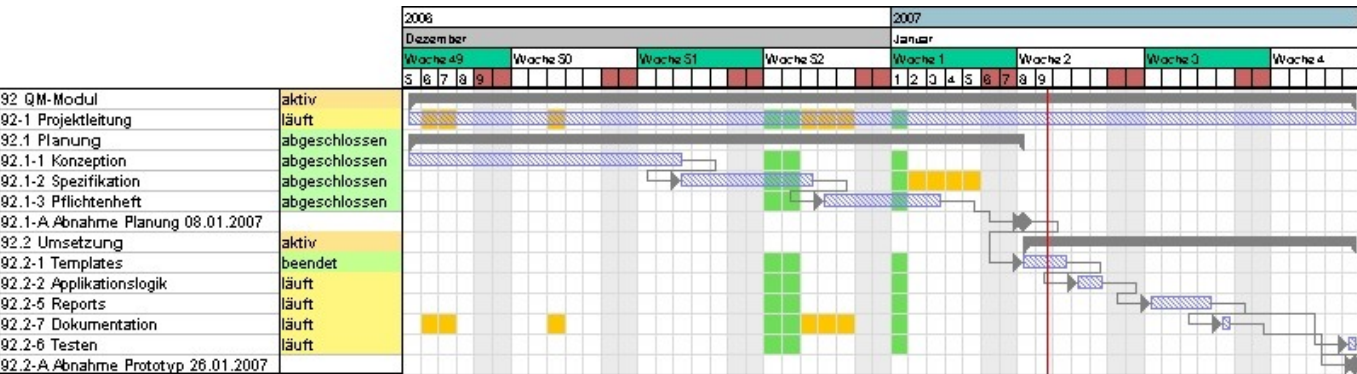 2006 2007
Dezember Januar
Woche 49 Woche 50 Woche 51 Woche 52 Woche 1 Woche 2 Woche 3 Woche 4
5 6 7 8 9 1 2 3 4 5 6 7 8 9
92 QM-Modul aktiv
92-1 Projektleitung läuft
92.1 Planung abgeschlossen
92.1-1 Konzeption abgeschlossen
92.1-2 Spezifikation abgeschlossen
92.1-3 Pflichtenheft abgeschlossen
92.1-A Abnahme Planung 08.01.2007
92.2 Umsetzung aktiv
92.2-1 Templates beendet
92.2-2 Applikationslogik läuft
92.2-5 Reports läuft
92.2-7 Dokumentation läuft
92.2-6 Testen läuft
92.2-A Abnahme Prototyp 26.01.2007